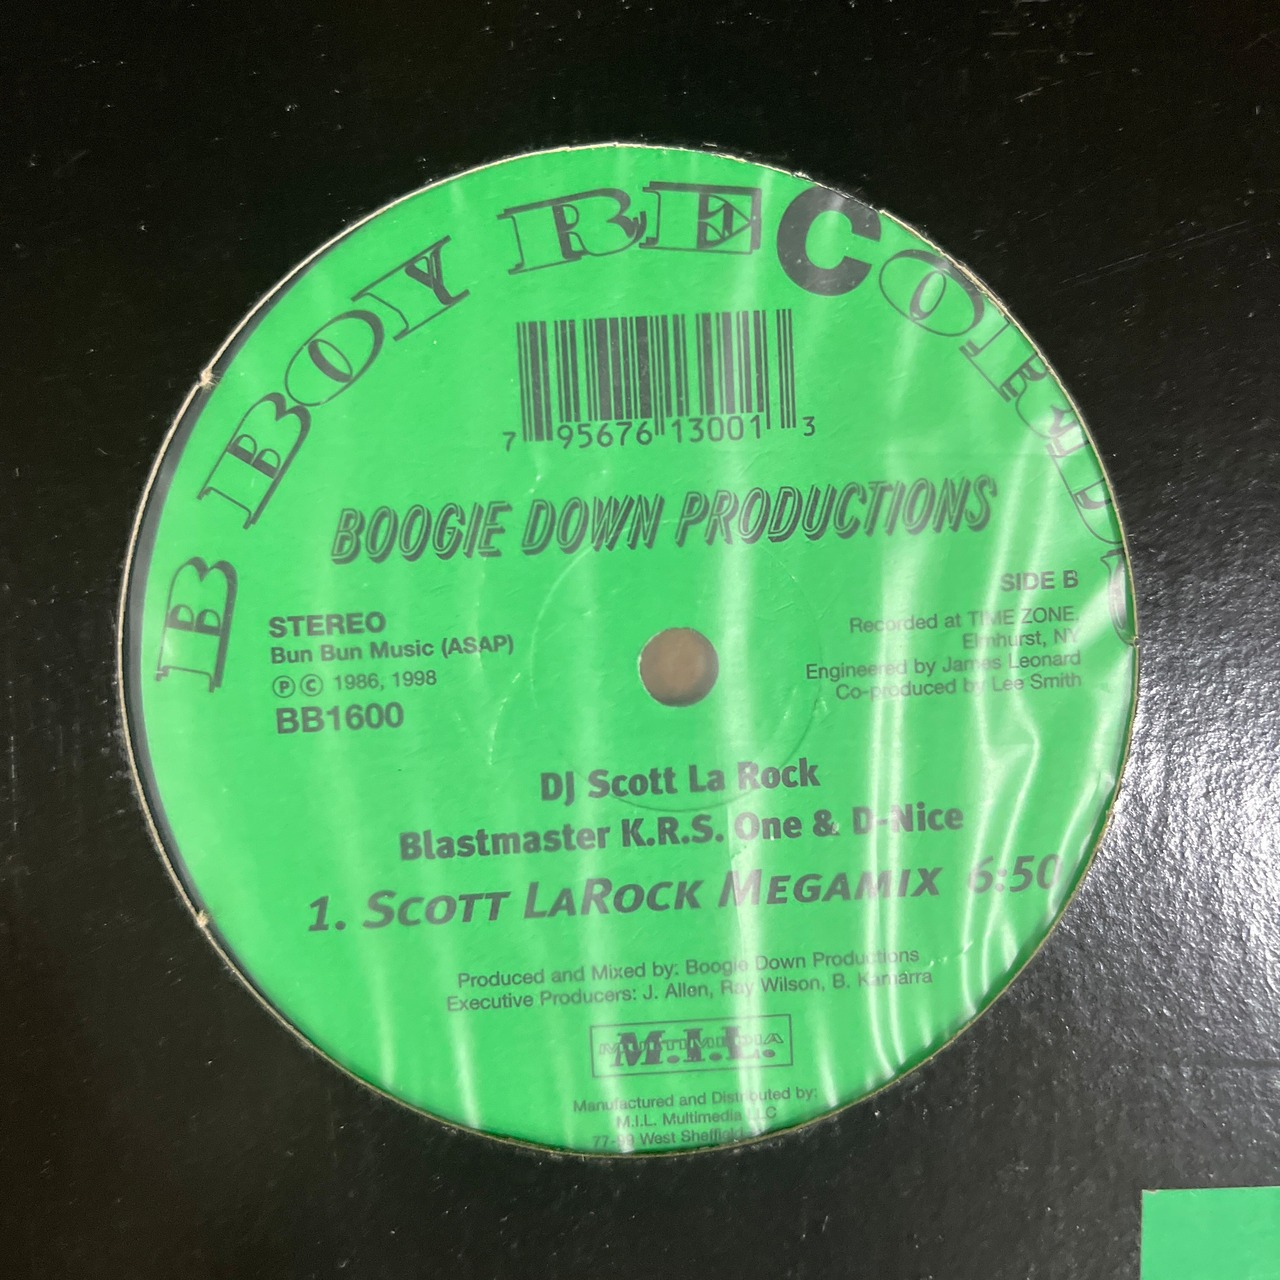 B BOY RECORDS
7 95676 13001 3
BOOGIE DOWN PRODUCTIONS
SIDE B
STEREO
Bun Bun Music (ASAP)
Ⓟ Ⓒ 1986, 1998
BB1600
Recorded at TIME ZONE.
Elmhurst, NY
Engineered by James Leonard
Co-produced by Lee Smith
DJ Scott La Rock
Blastmaster K.R.S. One & D-Nice
1. SCOTT LAROCK MEGAMIX 6:50
Produced and Mixed by: Boogie Down Productions
Executive Producers: J. Allen, Ray Wilson, B. Kamarra
MULTIMEDIA
M.I.L.
Manufactured and Distributed by:
M.I.L. Multimedia LLC
West Sheffield